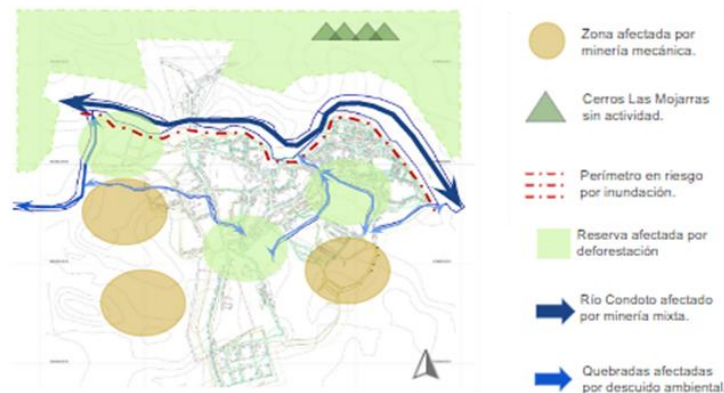 Zona afectada por
minería mecánica.
Cerros Las Mojarras
sin actividad.
Perímetro en riesgo
por inundación.
Reserva afectada por
deforestación
Río Condoto afectado
por minería mixta.
Quebradas afectadas
por descuido ambiental